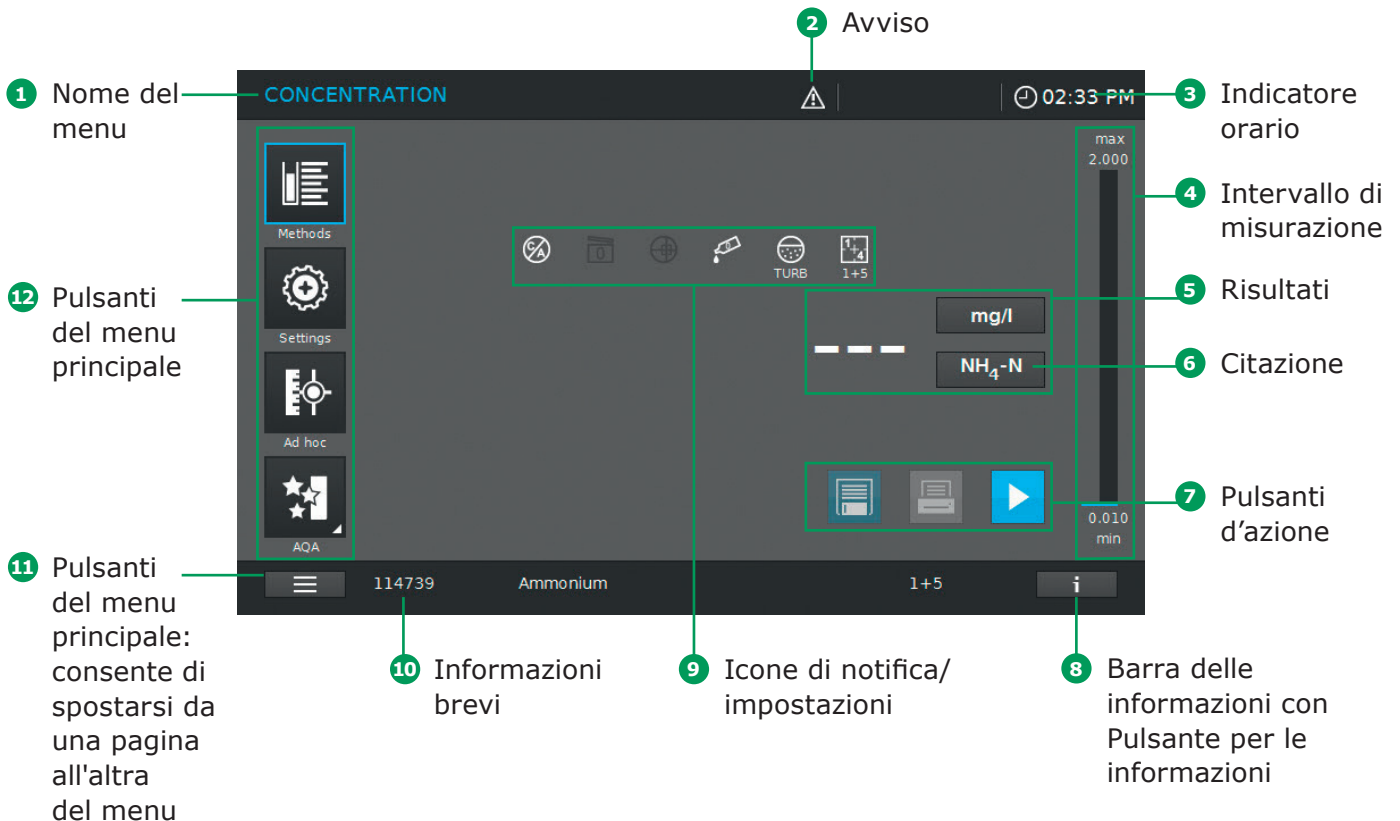 2 Avviso
1 Nome del
menu
CONCENTRATION
02:33 PM
3 Indicatore
orario
max
2.000
4 Intervallo di
misurazione
Methods
C/A
0
TURB
1+4
1+5
12 Pulsanti
del menu
principale
Settings
mg/l
5 Risultati
NH₄-N
6 Citazione
Ad hoc
7 Pulsanti
d’azione
0.010
min
AQA
11 Pulsanti
del menu
principale:
consente di
spostarsi da
una pagina
all'altra
del menu
114739 Ammonium 1+5 i
10 Informazioni
brevi
9 Icone di notifica/
impostazioni
8 Barra delle
informazioni con
Pulsante per le
informazioni